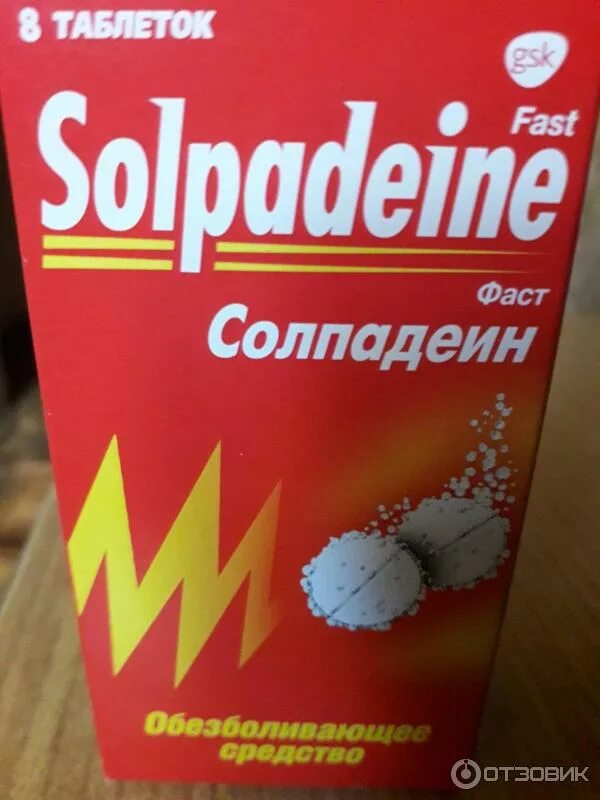 8 ТАБЛЕТОК
gsk
Fast
Solpadeine
Фаст
Солпадеин
Обезболивающее
средство
ОТЗОВИК